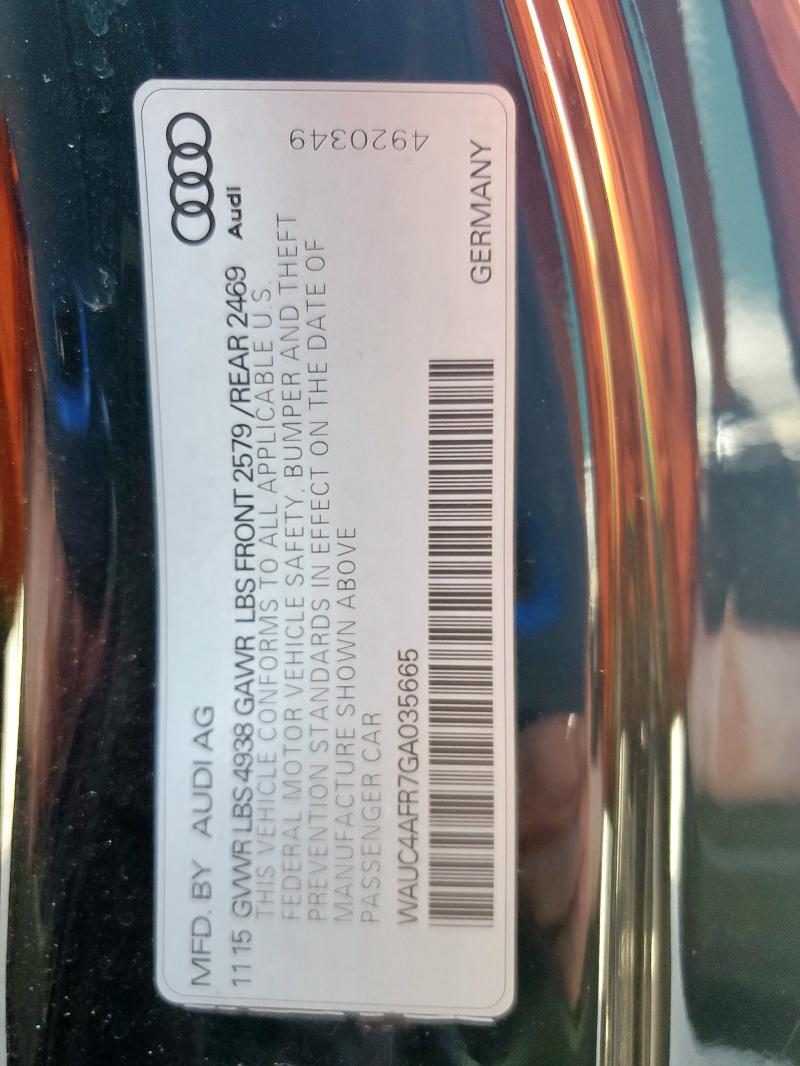 MFD. BY AUDI AG
Audi
11 15 GVWR LBS 4938 GAWR LBS FRONT 2579 /REAR 2469
THIS VEHICLE CONFORMS TO ALL APPLICABLE U.S.
FEDERAL MOTOR VEHICLE SAFETY, BUMPER AND THEFT
PREVENTION STANDARDS IN EFFECT ON THE DATE OF
MANUFACTURE SHOWN ABOVE
PASSENGER CAR
WAUC4AFR7GA035665
GERMANY
4920349